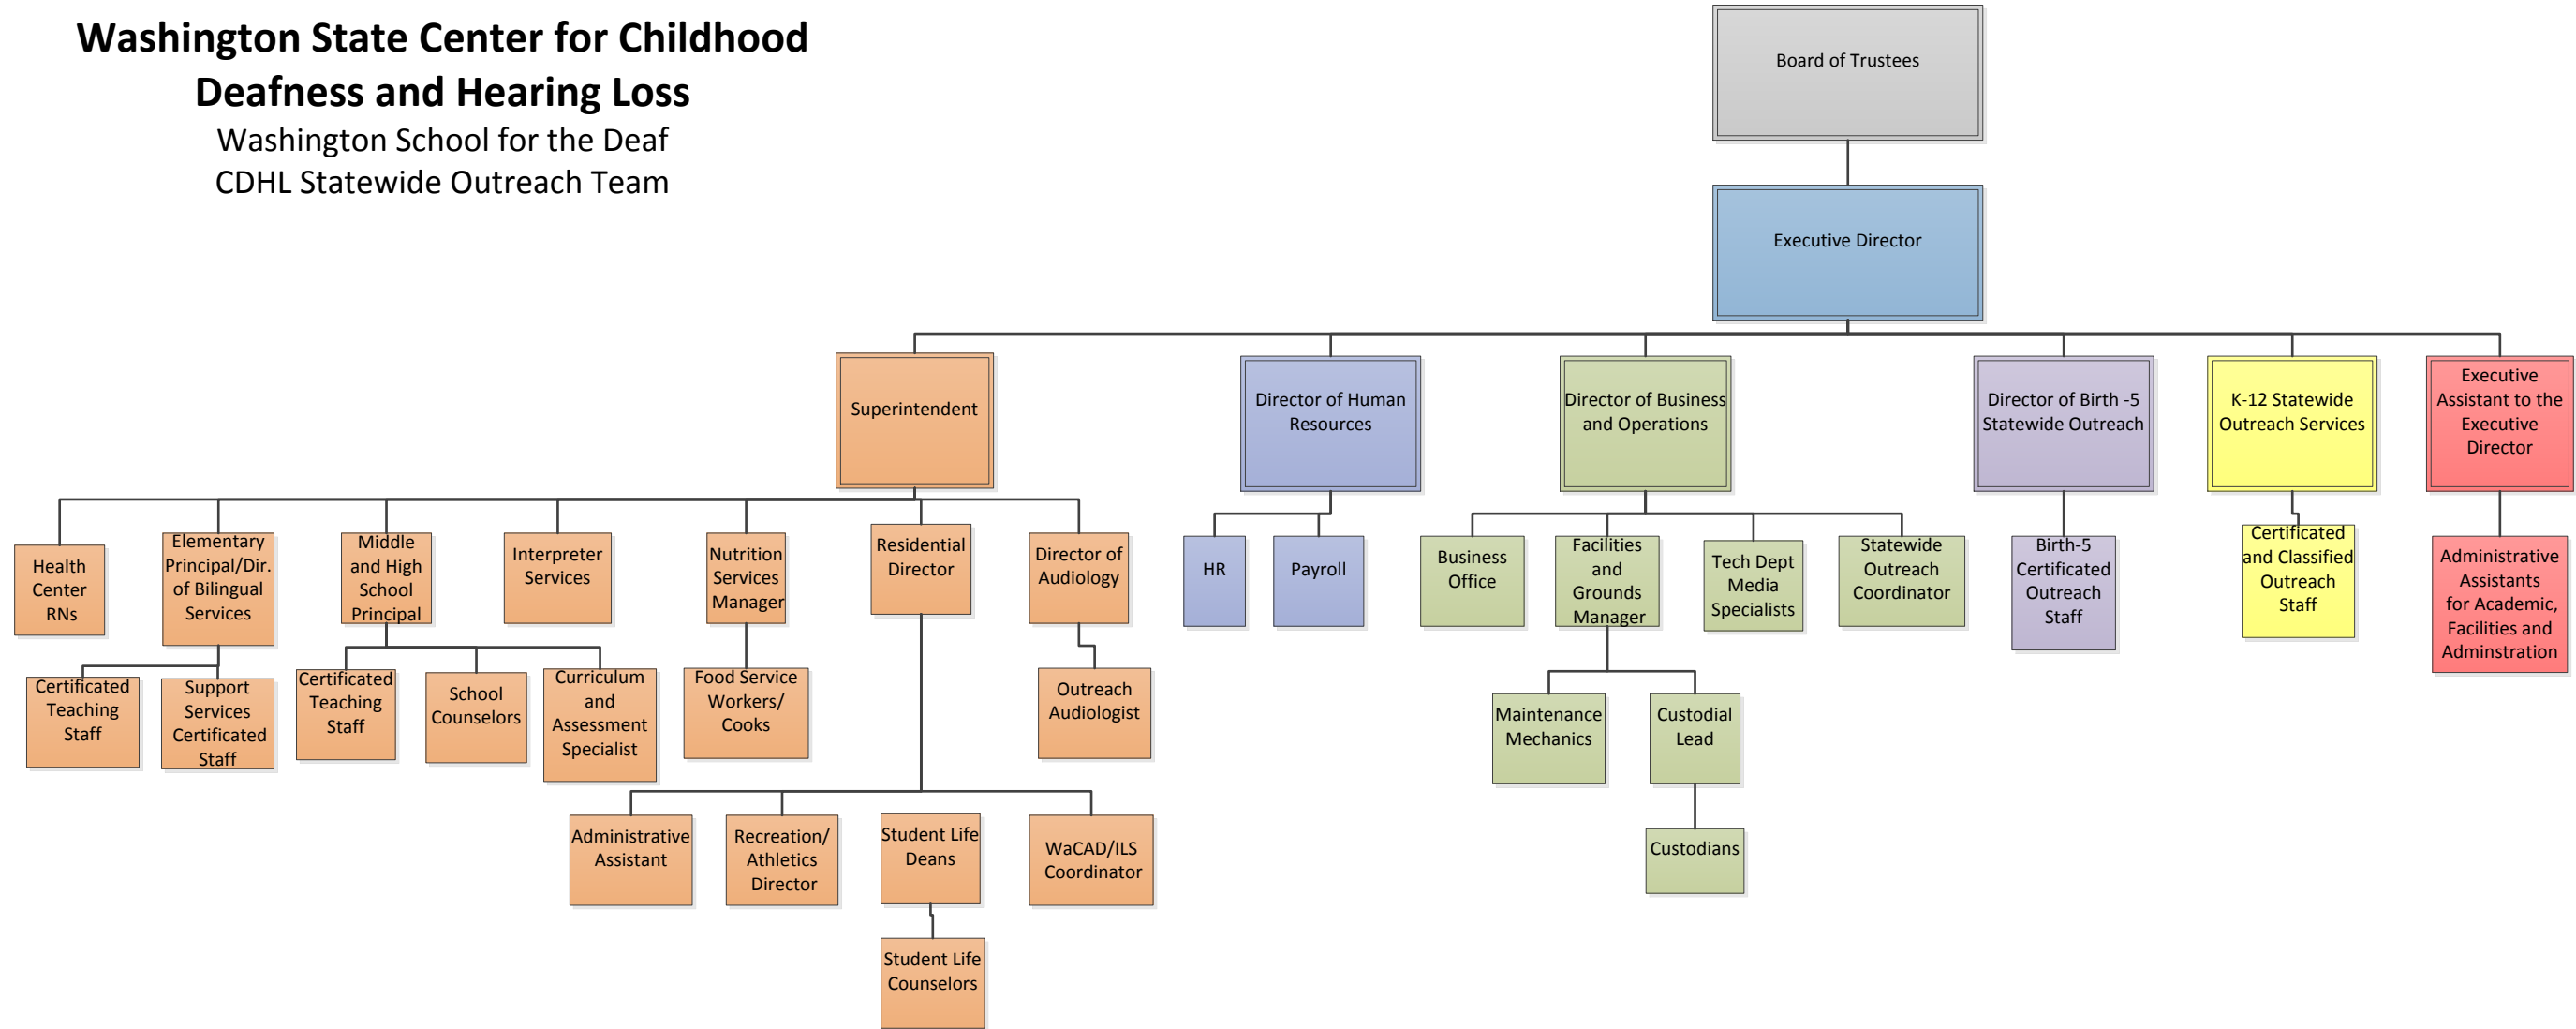 Washington State Center for Childhood
Deafness and Hearing Loss
Washington School for the Deaf
CDHL Statewide Outreach Team
Board of Trustees
Executive Director
Superintendent
Director of Human
Resources
Director of Business
and Operations
Director of Birth -5
Statewide Outreach
K-12 Statewide
Outreach Services
Executive
Assistant to the
Executive
Director
Health
Center
RNs
Elementary
Principal/Dir.
of Bilingual
Services
Middle
and High
School
Principal
Interpreter
Services
Nutrition
Services
Manager
Residential
Director
Director of
Audiology
HR
Payroll
Business
Office
Facilities
and
Grounds
Manager
Tech Dept
Media
Specialists
Statewide
Outreach
Coordinator
Birth-5
Certificated
Outreach
Staff
Certificated
and Classified
Outreach
Staff
Administrative
Assistants
for Academic,
Facilities and
Adminstration
Certificated
Teaching
Staff
Support
Services
Certificated
Staff
Certificated
Teaching
Staff
School
Counselors
Curriculum
and
Assessment
Specialist
Food Service
Workers/
Cooks
Outreach
Audiologist
Maintenance
Mechanics
Custodial
Lead
Administrative
Assistant
Recreation/
Athletics
Director
Student Life
Deans
WaCAD/ILS
Coordinator
Custodians
Student Life
Counselors